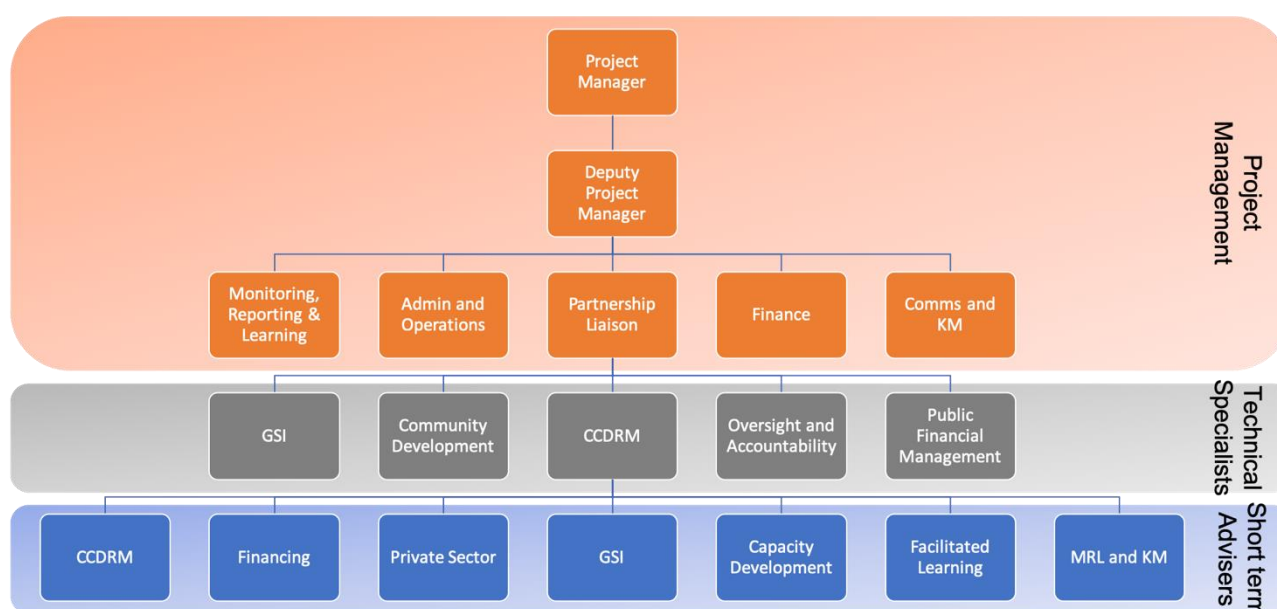 Project
Manager
Deputy
Project
Manager
Monitoring,
Reporting &
Learning
Admin and
Operations
Partnership
Liaison
Finance
Comms and
KM
Project
Management
GSI
Community
Development
CCDRM
Oversight and
Accountability
Public
Financial
Management
Technical
Specialists
CCDRM
Financing
Private Sector
GSI
Capacity
Development
Facilitated
Learning
MRL and KM
Short term
Advisers